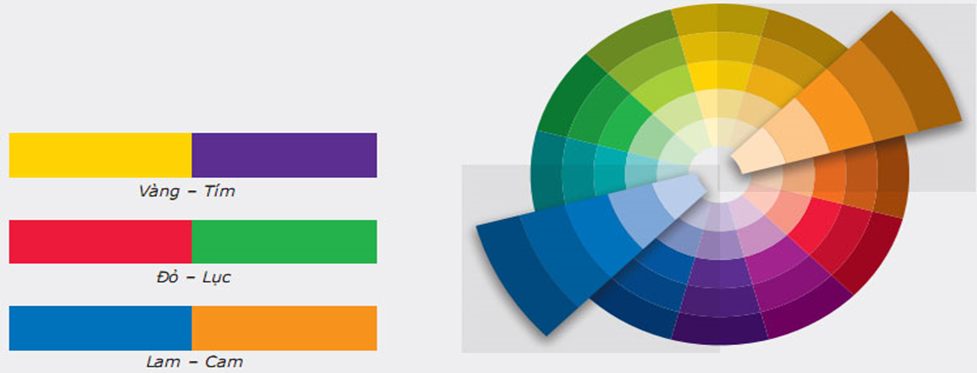 Vàng – Tím
Đỏ – Lục
Lam – Cam